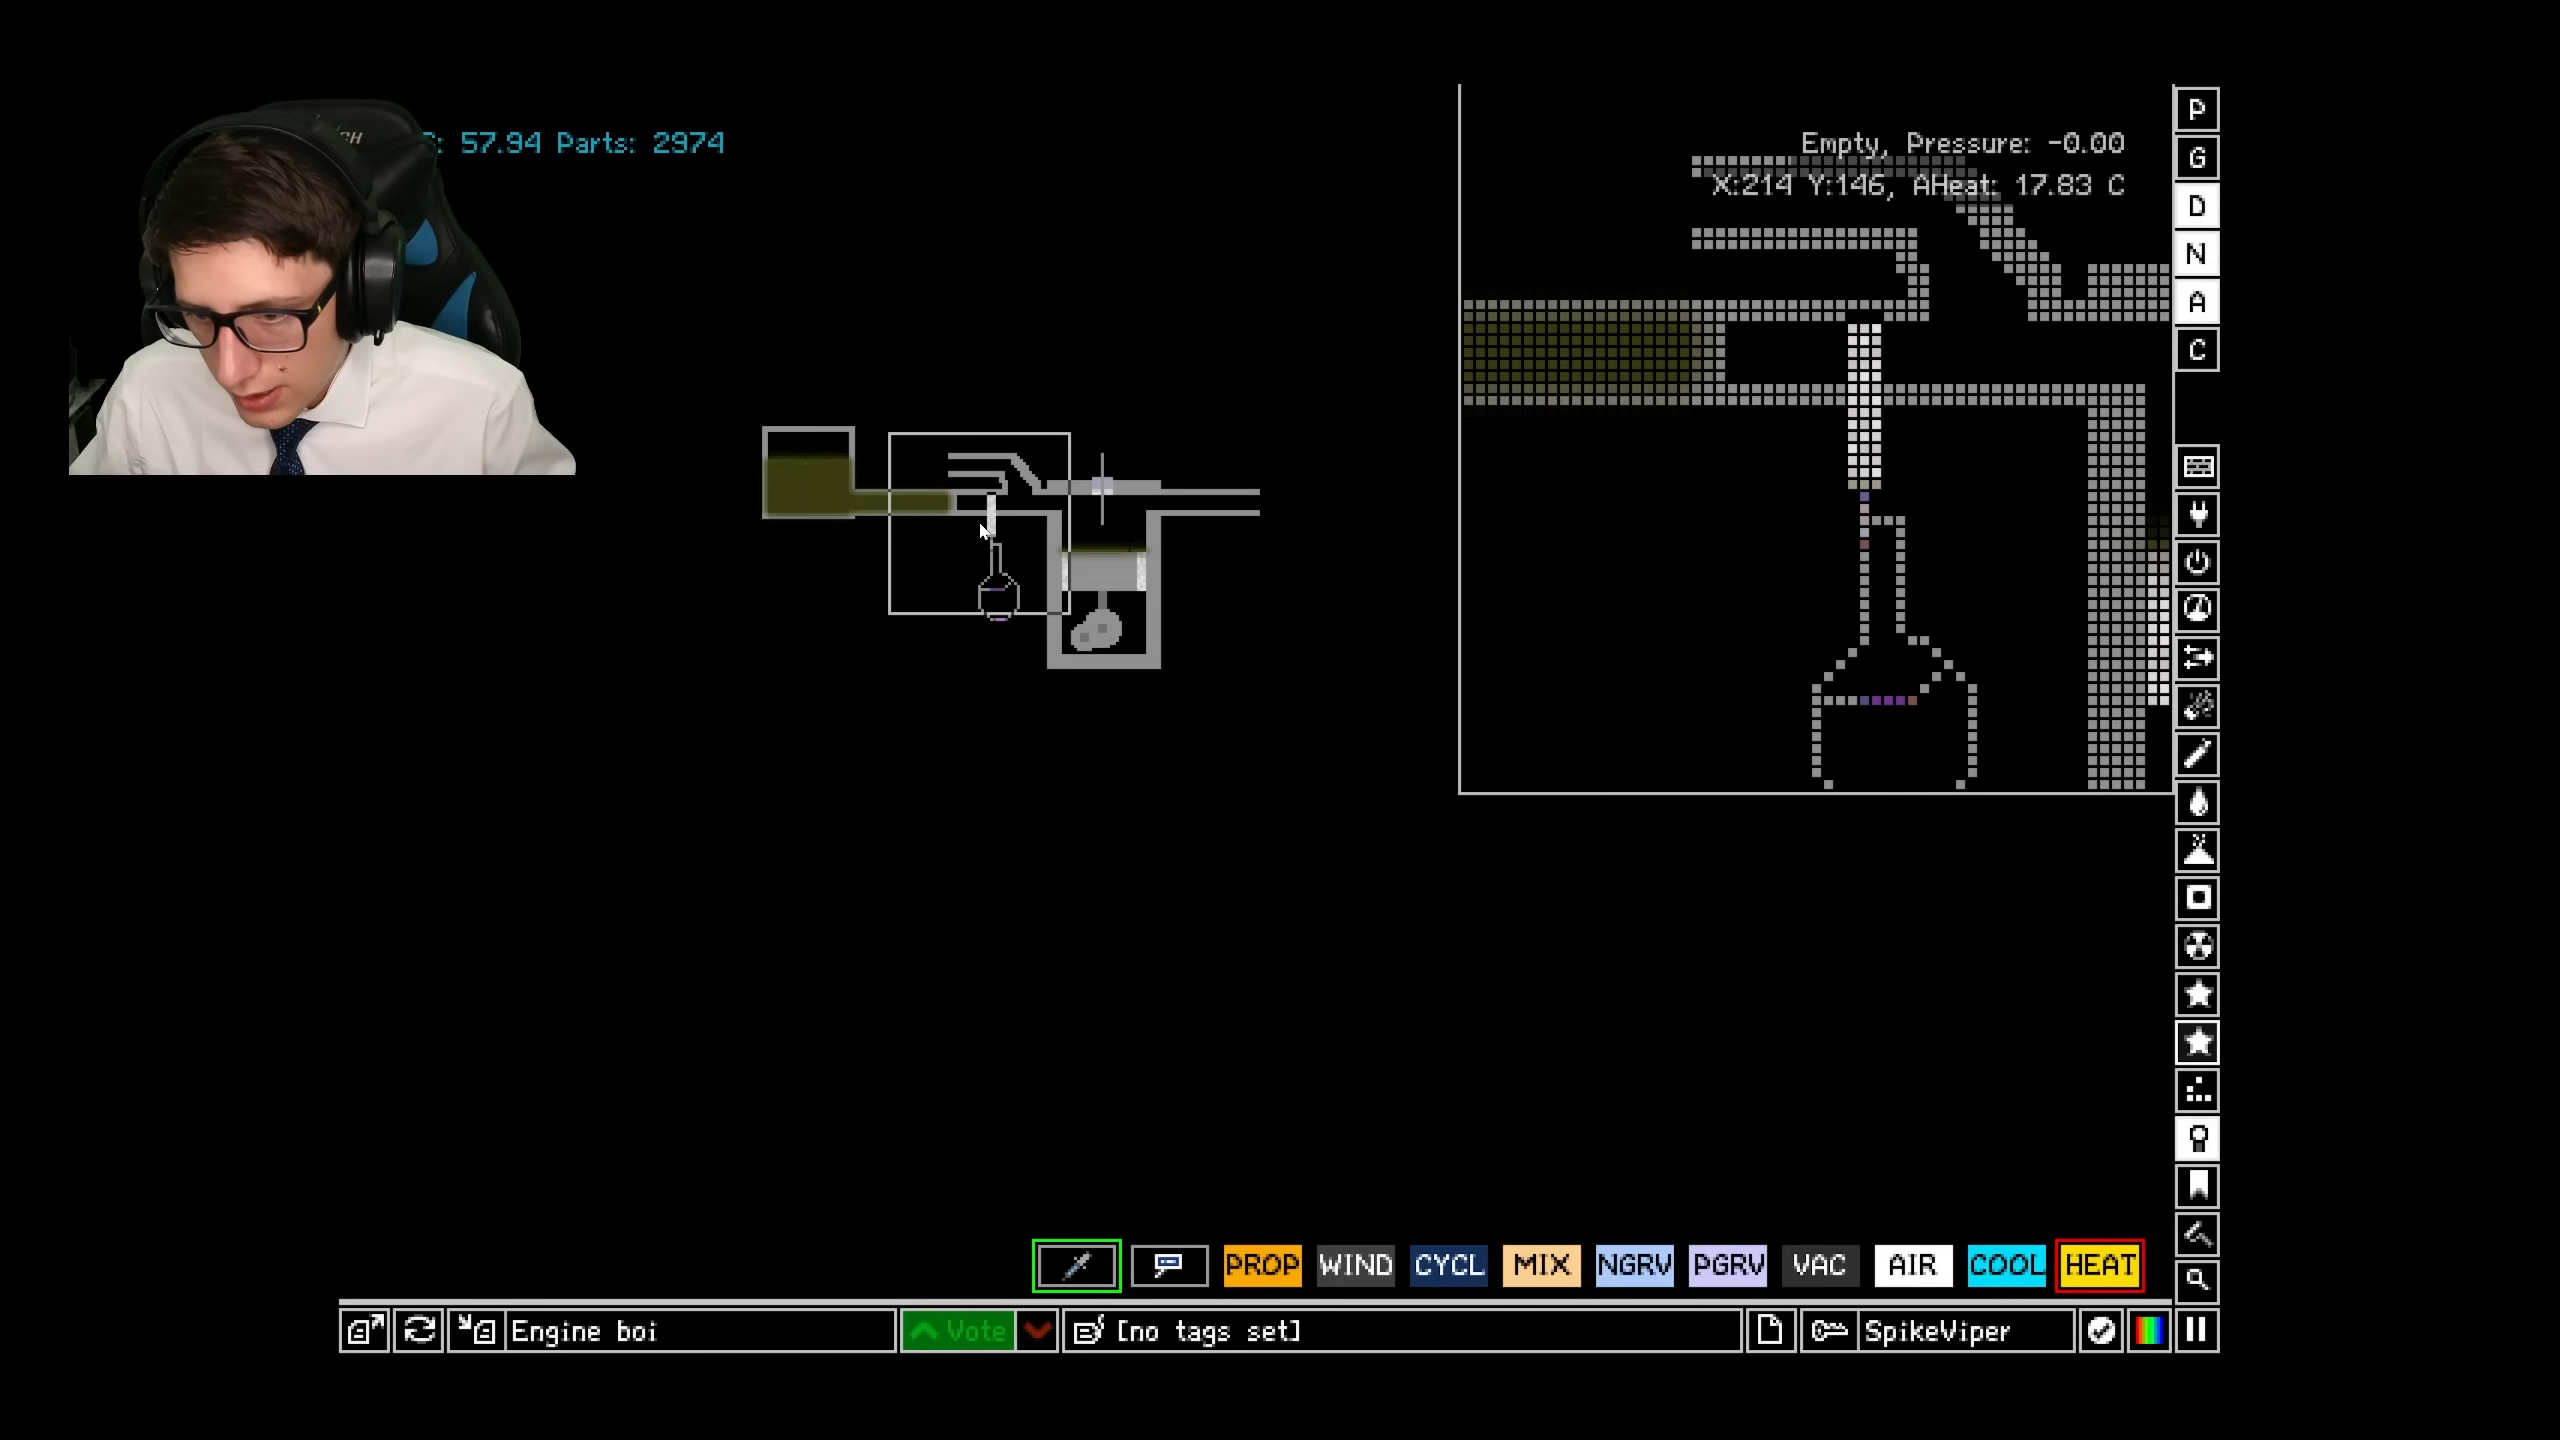 : 57.94 Parts: 2974
Empty, Pressure: -0.00
X:214 Y:146, AHeat: 17.83 C
P
G
D
N
A
C
PROP WIND CYCL MIX NGRV PGRV VAC AIR COOL HEAT
Engine boi Vote [no tags set] SpikeViper